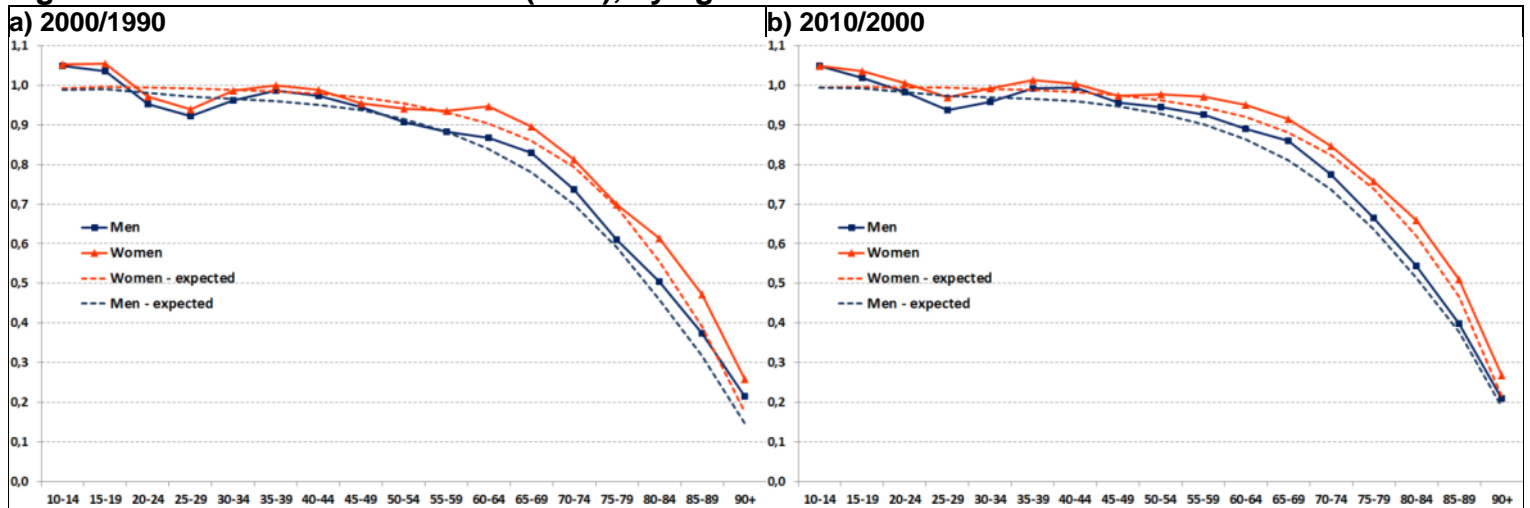 a) 2000/1990
1,1
1,0
0,9
0,8
0,7
0,6
0,5
0,4
0,3
0,2
0,1
0,0
Men
Women
Women - expected
Men - expected
10-14 15-19 20-24 25-29 30-34 35-39 40-44 45-49 50-54 55-59 60-64 65-69 70-74 75-79 80-84 85-89 90+
b) 2010/2000
1,1
1,0
0,9
0,8
0,7
0,6
0,5
0,4
0,3
0,2
0,1
0,0
Men
Women
Women - expected
Men - expected
10-14 15-19 20-24 25-29 30-34 35-39 40-44 45-49 50-54 55-59 60-64 65-69 70-74 75-79 80-84 85-89 90+